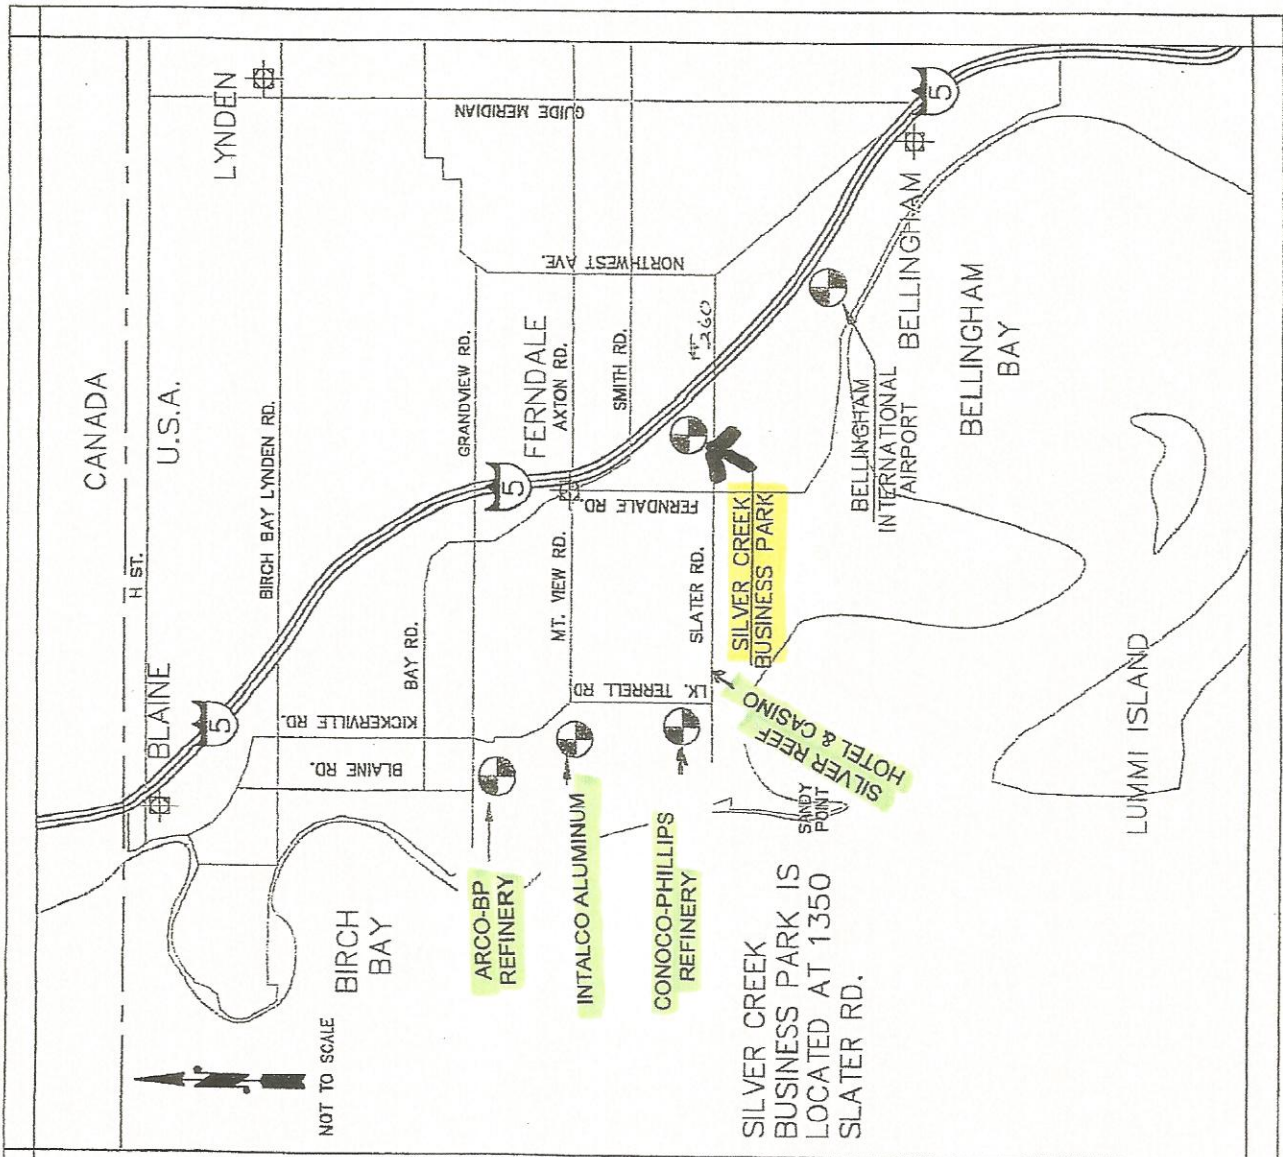 CANADA
U.S.A.
H ST.
BLAINE
LYNDEN
BIRCH BAY LYNDEN RD.
5
KICKERVILLE RD.
BLAINE RD.
BAY RD.
GUIDE MERIDIAN
GRANDVIEW RD.
5
FERNDALE
AXTON RD.
MT. VIEW RD.
SMITH RD.
NORTHWEST AVE.
FERNDALE RD.
LK. TERRELL RD
SLATER RD.
260
5
BIRCH
BAY
NOT TO SCALE
ARCO-BP
REFINERY
INTALCO ALUMINUM
CONOCO-PHILLIPS
REFINERY
SILVER REEF
HOTEL & CASINO
SILVER CREEK
BUSINESS PARK
SANDY
POINT
BELLINGHAM
INTERNATIONAL
AIRPORT
BELLINGHAM
BELLINGHAM
BAY
LUMMI ISLAND
SILVER CREEK
BUSINESS PARK IS
LOCATED AT 1350
SLATER RD.